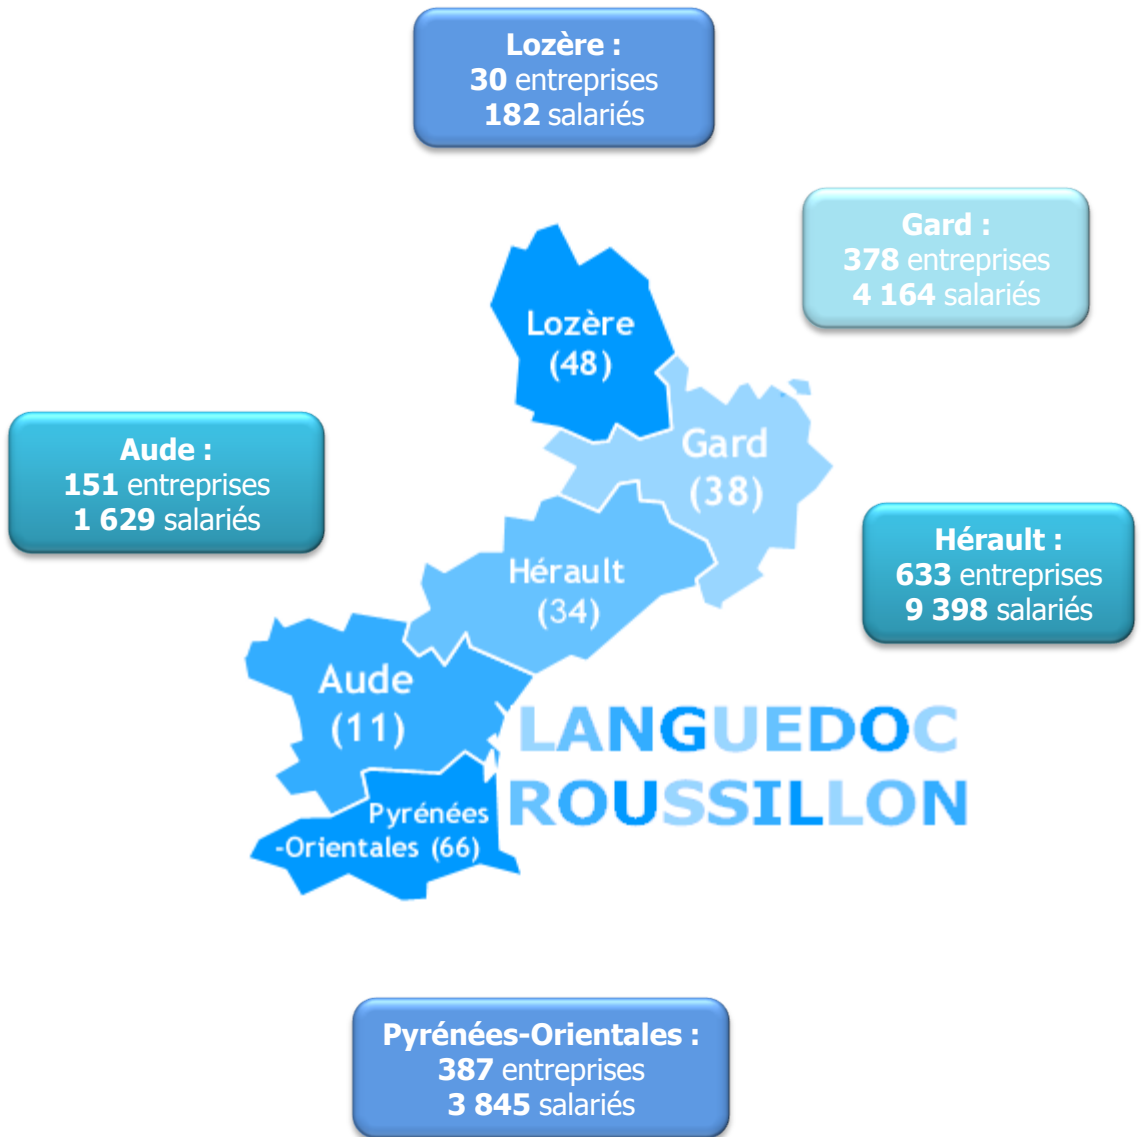 Lozère :
30 entreprises
182 salariés
Gard :
378 entreprises
4 164 salariés
Lozère
(48)
Gard
(38)
Aude :
151 entreprises
1 629 salariés
Hérault :
633 entreprises
9 398 salariés
Hérault
(34)
Aude
(11)
LANGUEDOC
ROUSSILLON
Pyrénées
-Orientales (66)
Pyrénées-Orientales :
387 entreprises
3 845 salariés